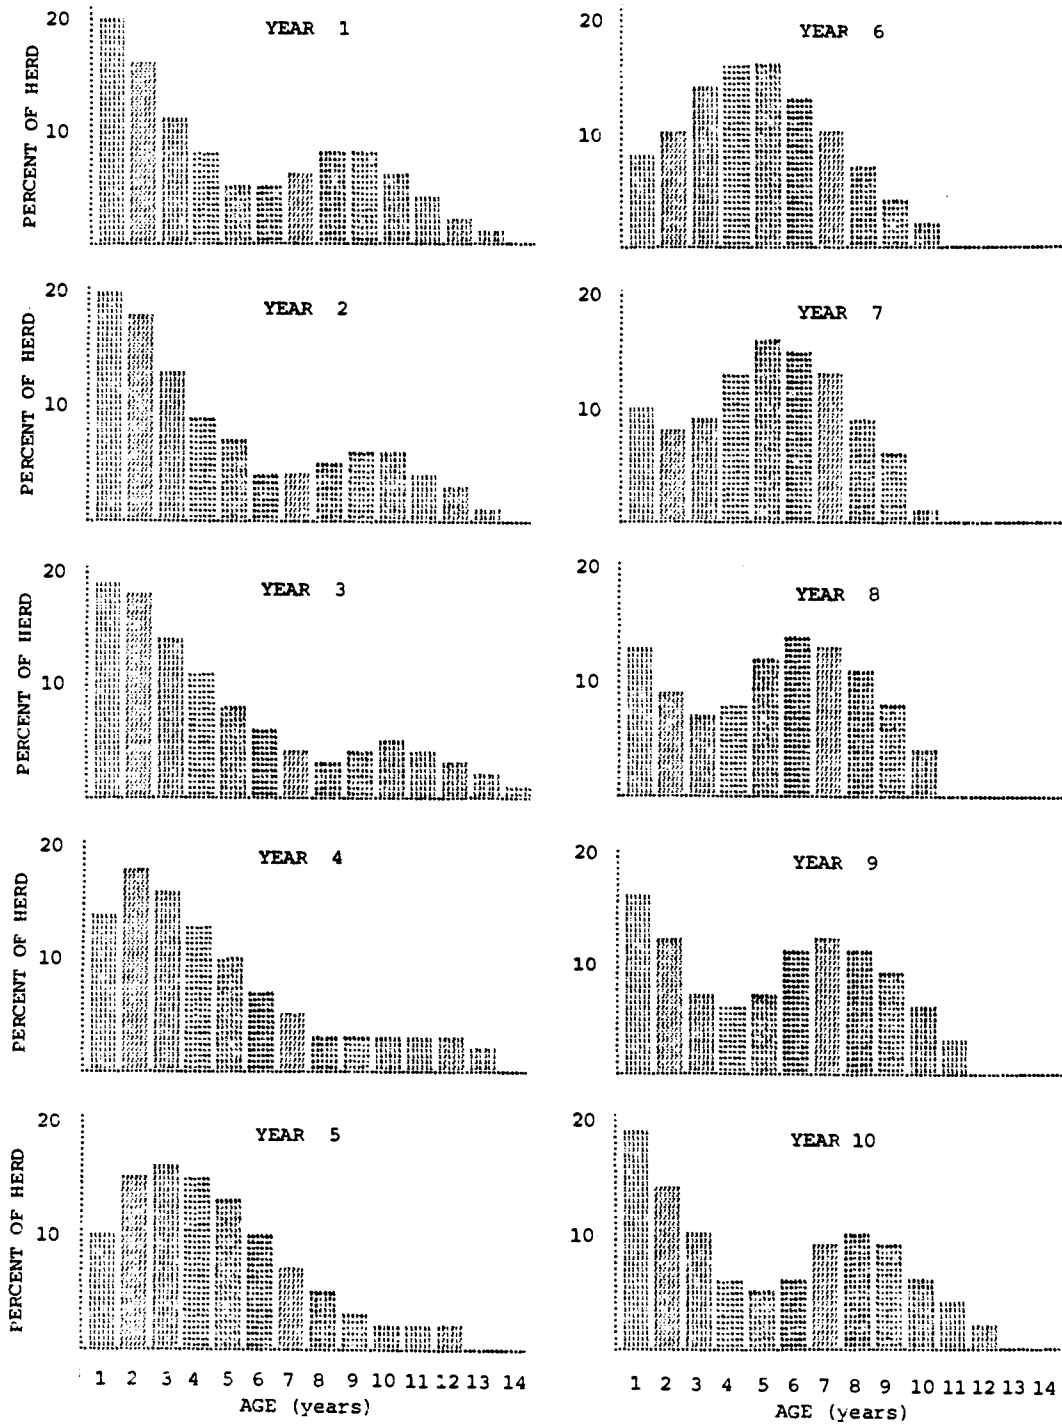 20
YEAR 1
10
PERCENT OF HERD
20
YEAR 2
10
PERCENT OF HERD
20
YEAR 3
10
PERCENT OF HERD
20
YEAR 4
10
PERCENT OF HERD
20
YEAR 5
10
PERCENT OF HERD
1 2 3 4 5 6 7 8 9 10 11 12 13 14
AGE (years)
20
YEAR 6
10
20
YEAR 7
10
20
YEAR 8
10
20
YEAR 9
10
20
YEAR 10
10
1 2 3 4 5 6 7 8 9 10 11 12 13 14
AGE (years)